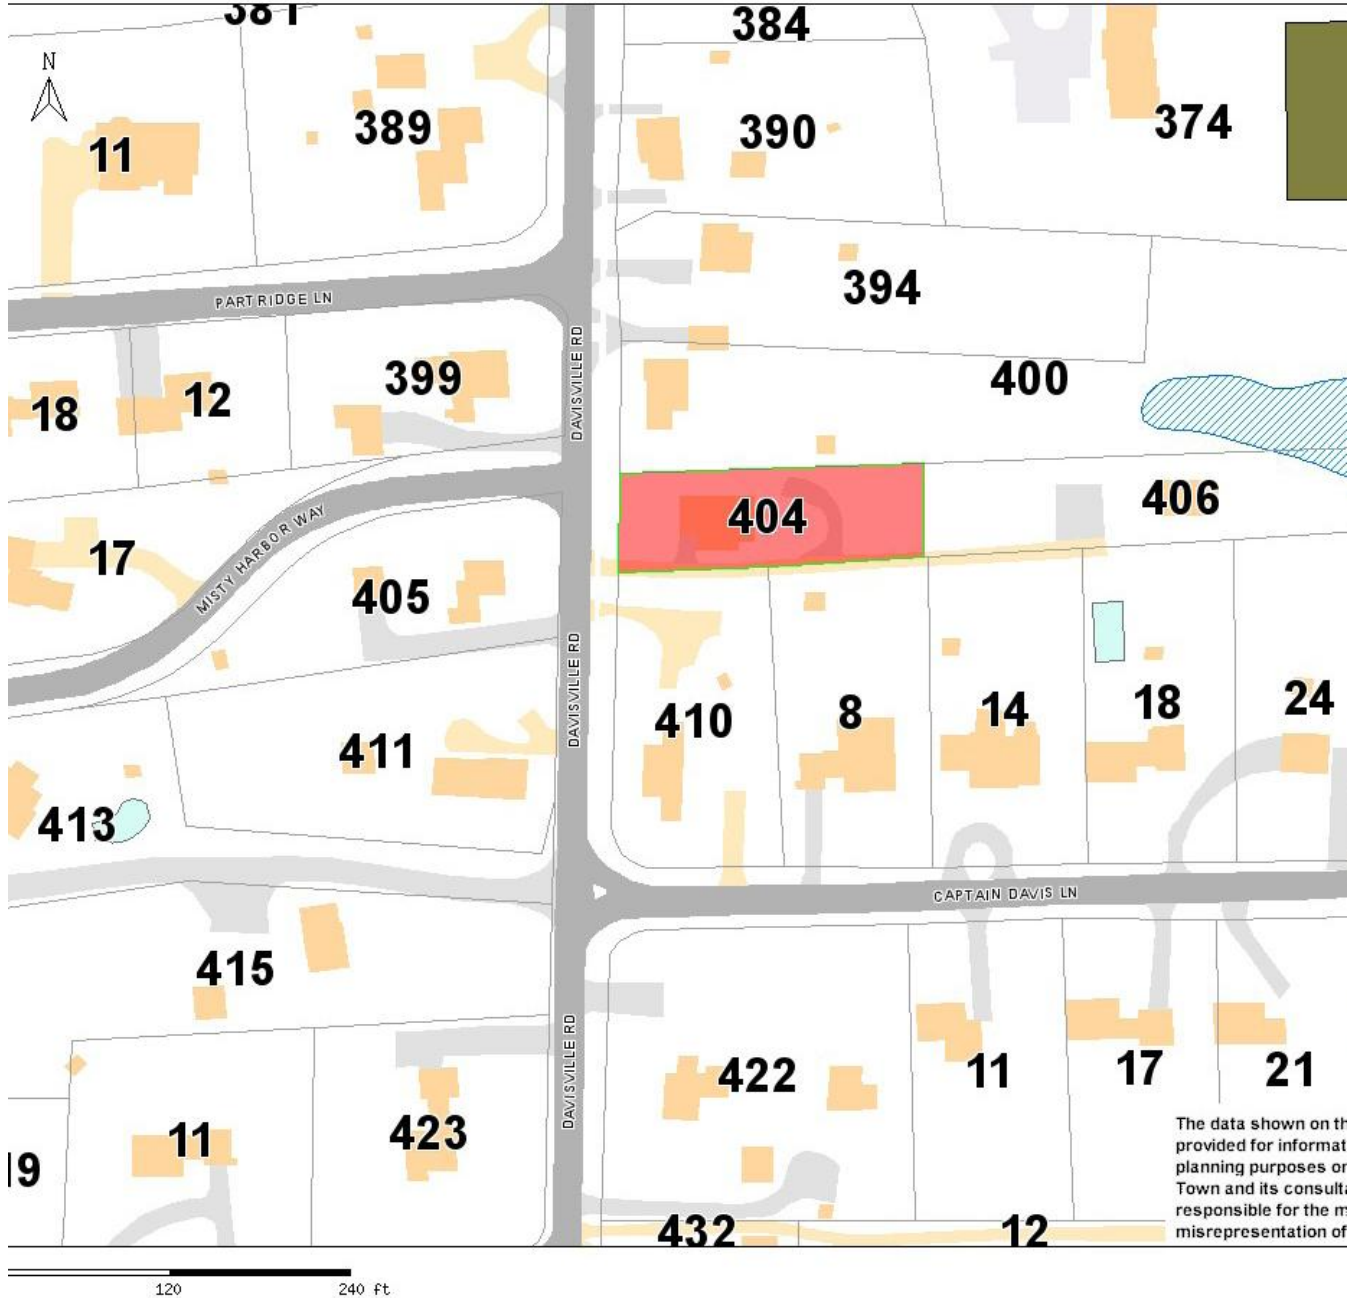 381
384
N
389
390
374
11
PARTRIDGE LN
394
DAVISVILLE RD
399
400
18
12
404
406
MISTY HARBOR WAY
17
405
DAVISVILLE RD
410
8
14
18
24
411
413
CAPTAIN DAVIS LN
415
DAVISVILLE RD
422
11
17
21
11
423
19
The data shown on th
provided for informat
planning purposes or
Town and its consulta
responsible for the m
misrepresentation of
432
12
120
240 ft